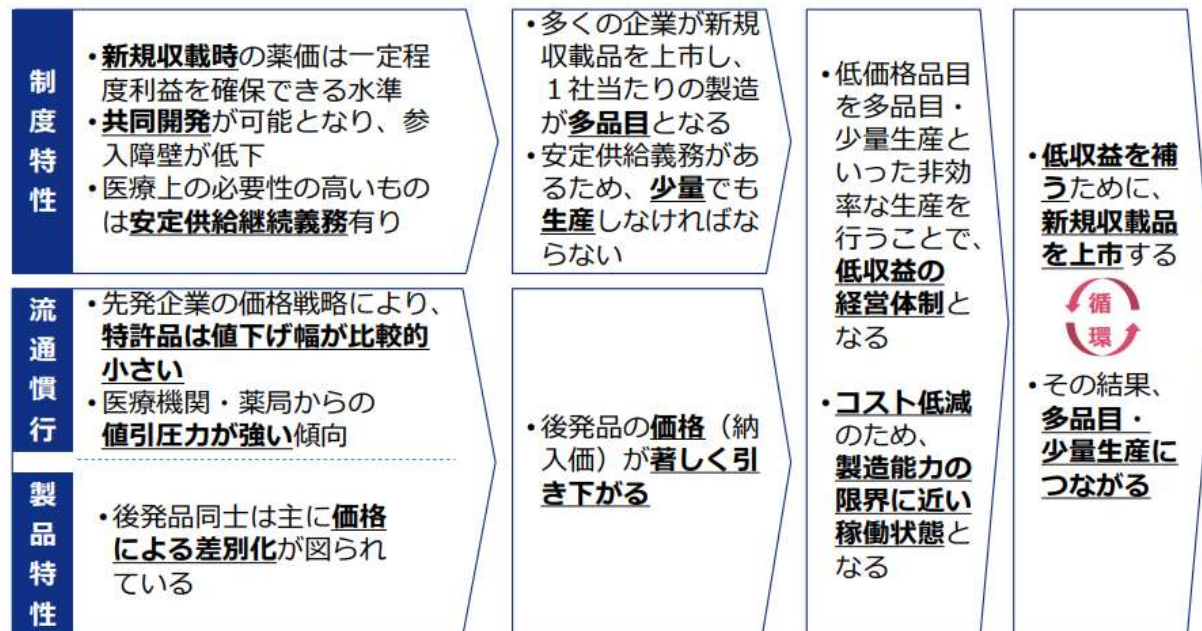 制度特性
・新規収載時の薬価は一定程
度利益を確保できる水準
・共同開発が可能となり、参
入障壁が低下
・医療上の必要性の高いもの
は安定供給継続義務有り
・多くの企業が新規
収載品を上市し、
１社当たりの製造
が多品目となる
・安定供給義務があ
るため、少量でも
生産しなければな
らない
流通慣行
・先発企業の価格戦略により、
特許品は値下げ幅が比較的
小さい
・医療機関・薬局からの
値引圧力が強い傾向
製品特性
・後発品同士は主に価格
による差別化が図られ
ている
・後発品の価格（納
入価）が著しく引
き下がる
・低価格品目
を多品目・
少量生産と
いった非効
率な生産を
行うことで、
低収益の
経営体制と
なる
・コスト低減
のため、
製造能力の
限界に近い
稼働状態と
なる
・低収益を補
うために、
新規収載品
を上市する
循
環
・その結果、
多品目・
少量生産に
つながる